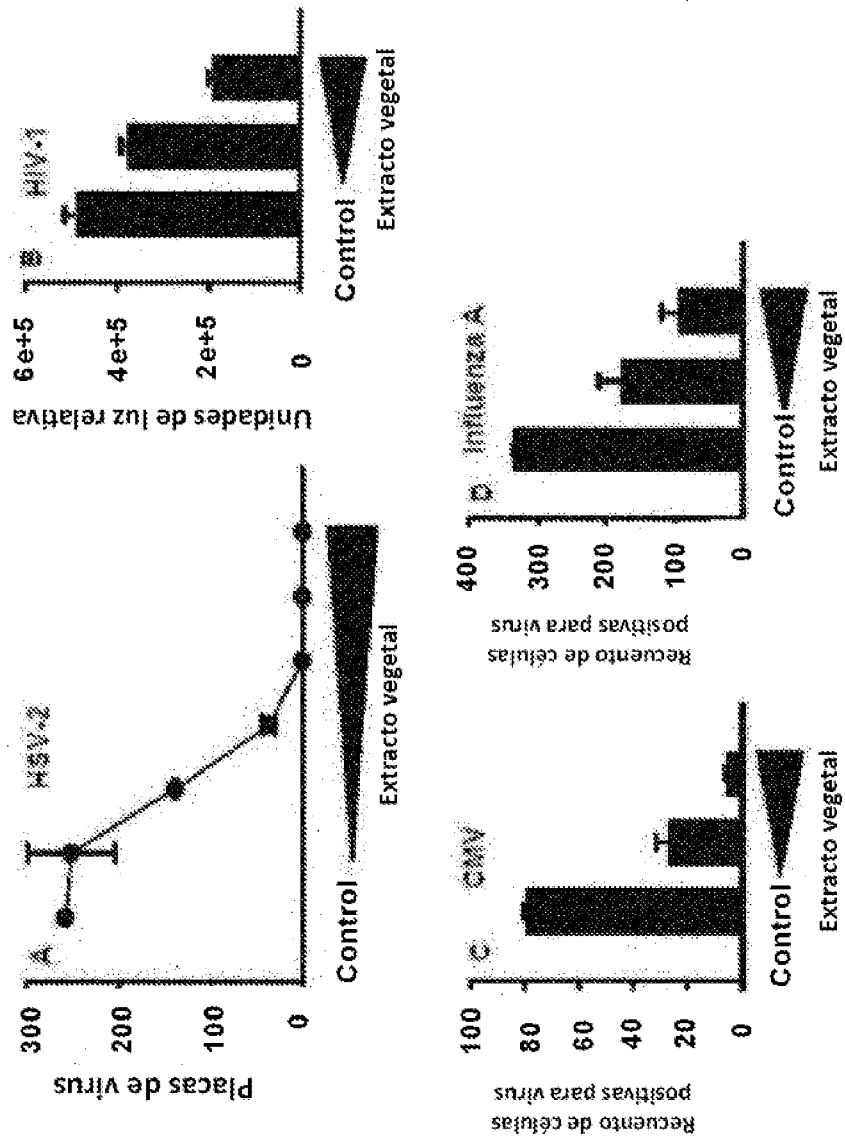 A HSV-2
Placas de virus
300
200
100
0
Control
Extracto vegetal
B HIV-1
Unidades de luz relativa
6e+5
4e+5
2e+5
0
Control
Extracto vegetal
C CMV
Recuento de células
positivas para virus
100
80
60
40
20
0
Control
Extracto vegetal
D Influenza A
Recuento de células
positivas para virus
400
300
200
100
0
Control
Extracto vegetal